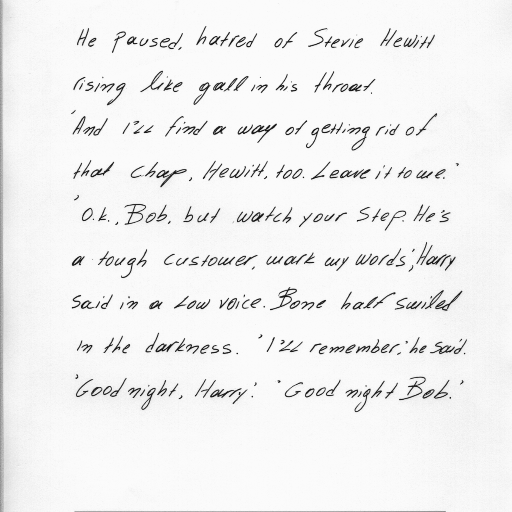 He paused, hatred of Stevie Hewitt
rising like gall in his throat.
'And I'll find a way of getting rid of
that chap, Hewitt, too. Leave it to me.'
'O.k., Bob, but watch your step. He's
a tough customer, mark my words', Harry
said in a low voice. Bone half smiled
in the darkness. 'I'll remember,' he said.
'Good night, Harry'. 'Good night Bob.'